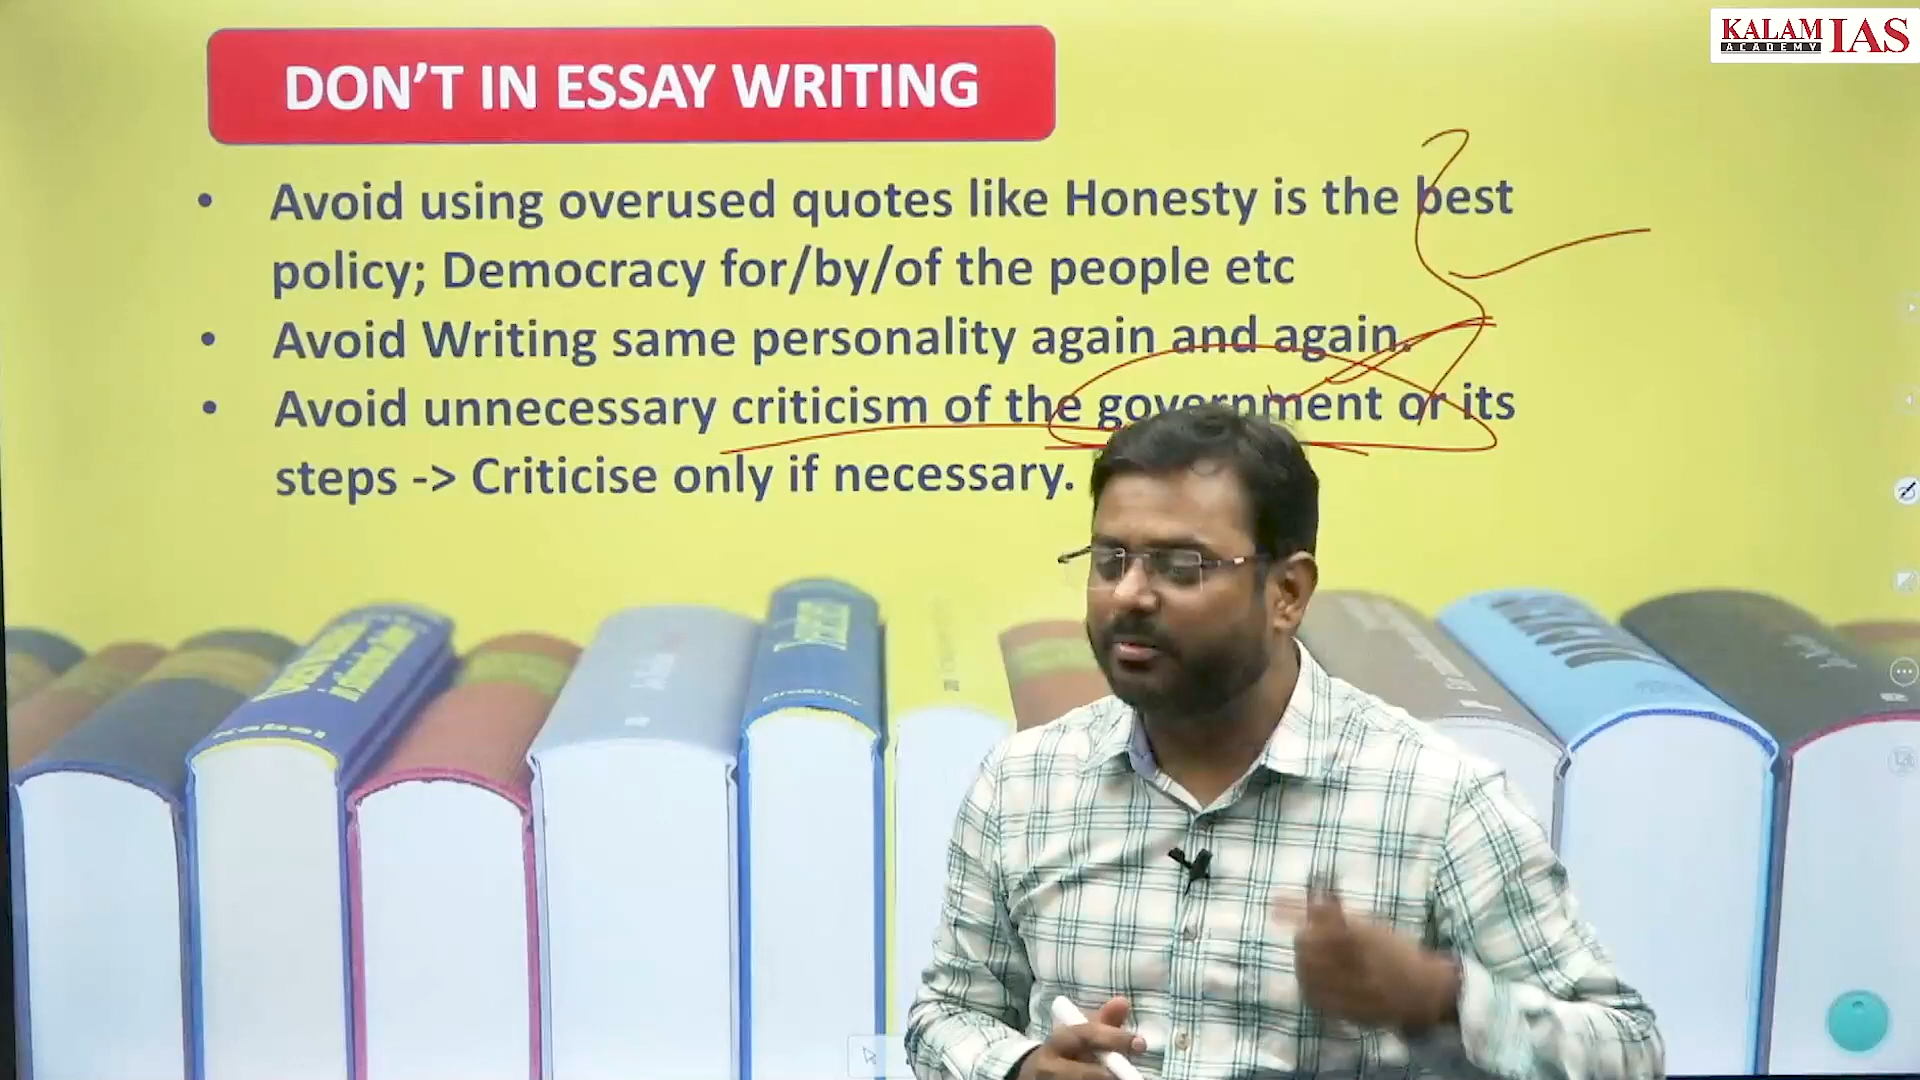 KALAM IAS
ACADEMY
DON'T IN ESSAY WRITING
• Avoid using overused quotes like Honesty is the best
policy; Democracy for/by/of the people etc
• Avoid Writing same personality again and again.
• Avoid unnecessary criticism of the government or its
steps -> Criticise only if necessary.
Kabel